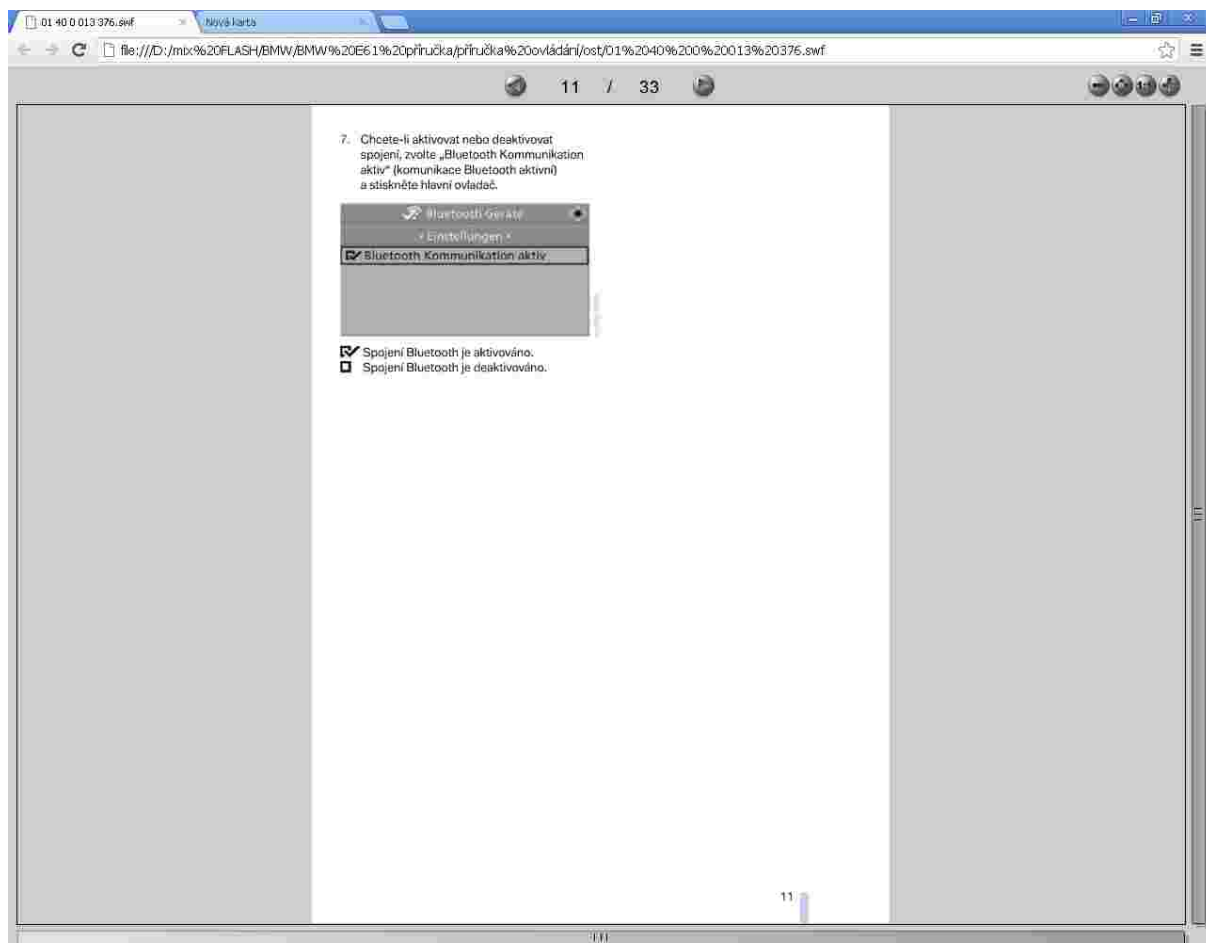 01 40 0 013 376.swf
Nová karta
file:///D:/mix%20FLASH/BMW/BMW%20E61%20příručka/příručka%20ovládání/ost/01%2040%200%20013%20376.swf
11 / 33
1:1
7. Chcete-li aktivovat nebo deaktivovat
spojení, zvolte „Bluetooth Kommunikation
aktiv“ (komunikace Bluetooth aktivní)
a stiskněte hlavní ovladač.
Bluetooth Geräte
Einstellungen
Bluetooth Kommunikation aktiv
Spojení Bluetooth je aktivováno.
Spojení Bluetooth je deaktivováno.
11